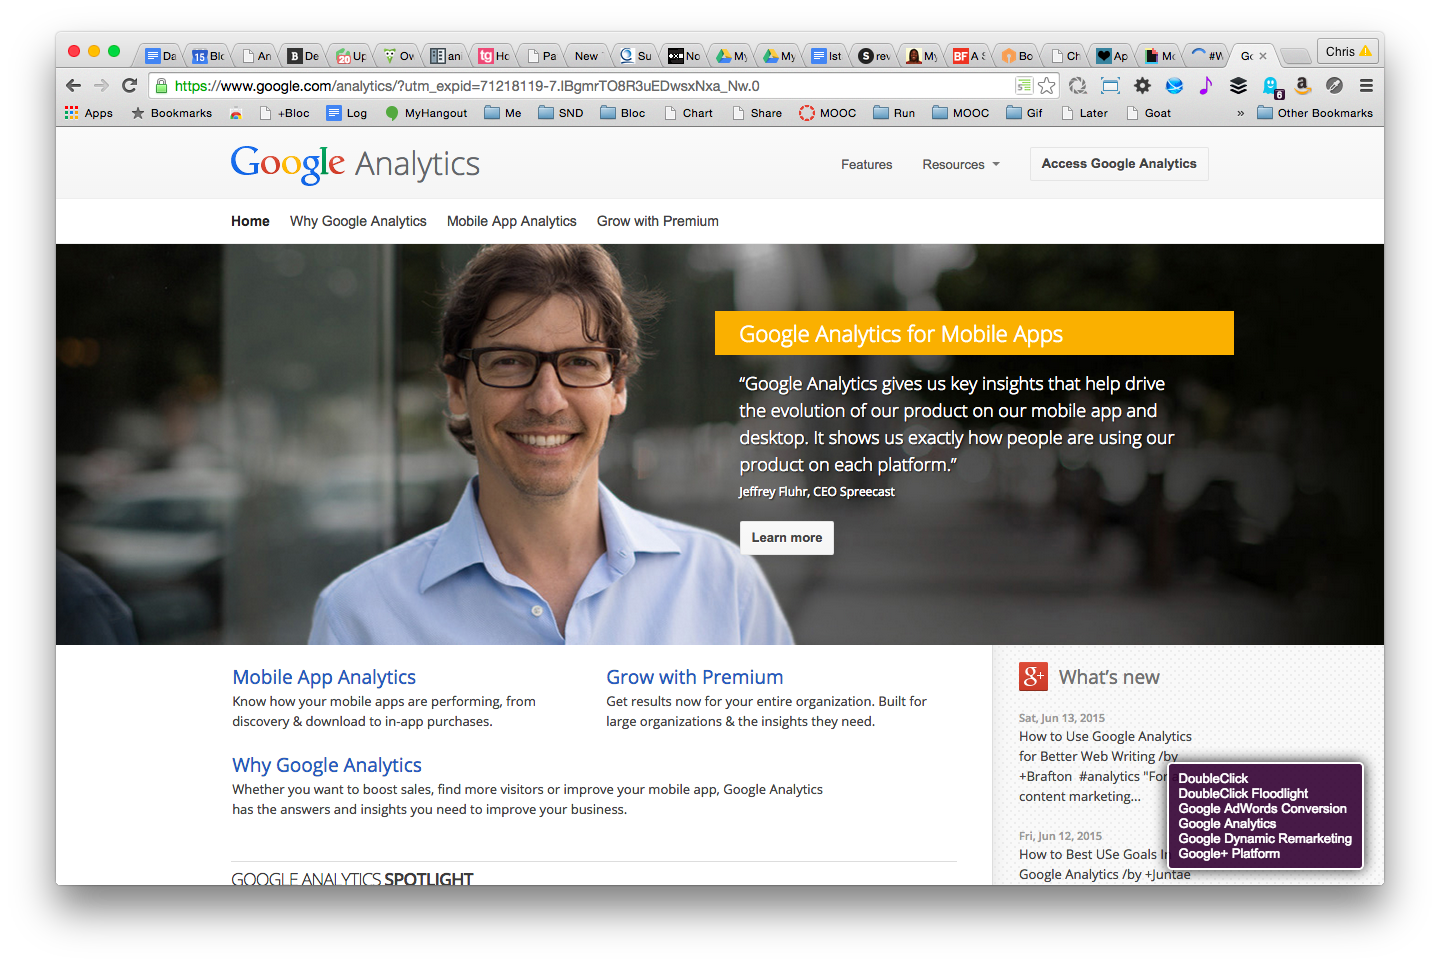 Da
15 Blo
An
B De
20 Up
Ov
an
tg Ho
Pa
New
Su
No
My
My
Ist
S rev
My
BF A S
Bo
Ch
Ap
Mo
#W
Go
Chris
https://www.google.com/analytics/?utm_expid=71218119-7.lBgmrTO8R3uEDwsxNxa_Nw.0
6
Apps
Bookmarks
+Bloc
Log
MyHangout
Me
SND
Bloc
Chart
Share
MOOC
Run
MOOC
Gif
Later
Goat
»
Other Bookmarks
Google Analytics
Features
Resources
Access Google Analytics
Home
Why Google Analytics
Mobile App Analytics
Grow with Premium
Google Analytics for Mobile Apps
“Google Analytics gives us key insights that help drive
the evolution of our product on our mobile app and
desktop. It shows us exactly how people are using our
product on each platform.”
Jeffrey Fluhr, CEO Spreecast
Learn more
Mobile App Analytics
Know how your mobile apps are performing, from
discovery & download to in-app purchases.
Grow with Premium
Get results now for your entire organization. Built for
large organizations & the insights they need.
Why Google Analytics
Whether you want to boost sales, find more visitors or improve your mobile app, Google Analytics
has the answers and insights you need to improve your business.
GOOGLE ANALYTICS SPOTLIGHT
g+ What's new
Sat, Jun 13, 2015
How to Use Google Analytics
for Better Web Writing /by
+Brafton #analytics "For
content marketing...
Fri, Jun 12, 2015
How to Best USe Goals
Google Analytics /by +Juntae
DoubleClick
DoubleClick Floodlight
Google AdWords Conversion
Google Analytics
Google Dynamic Remarketing
Google+ Platform